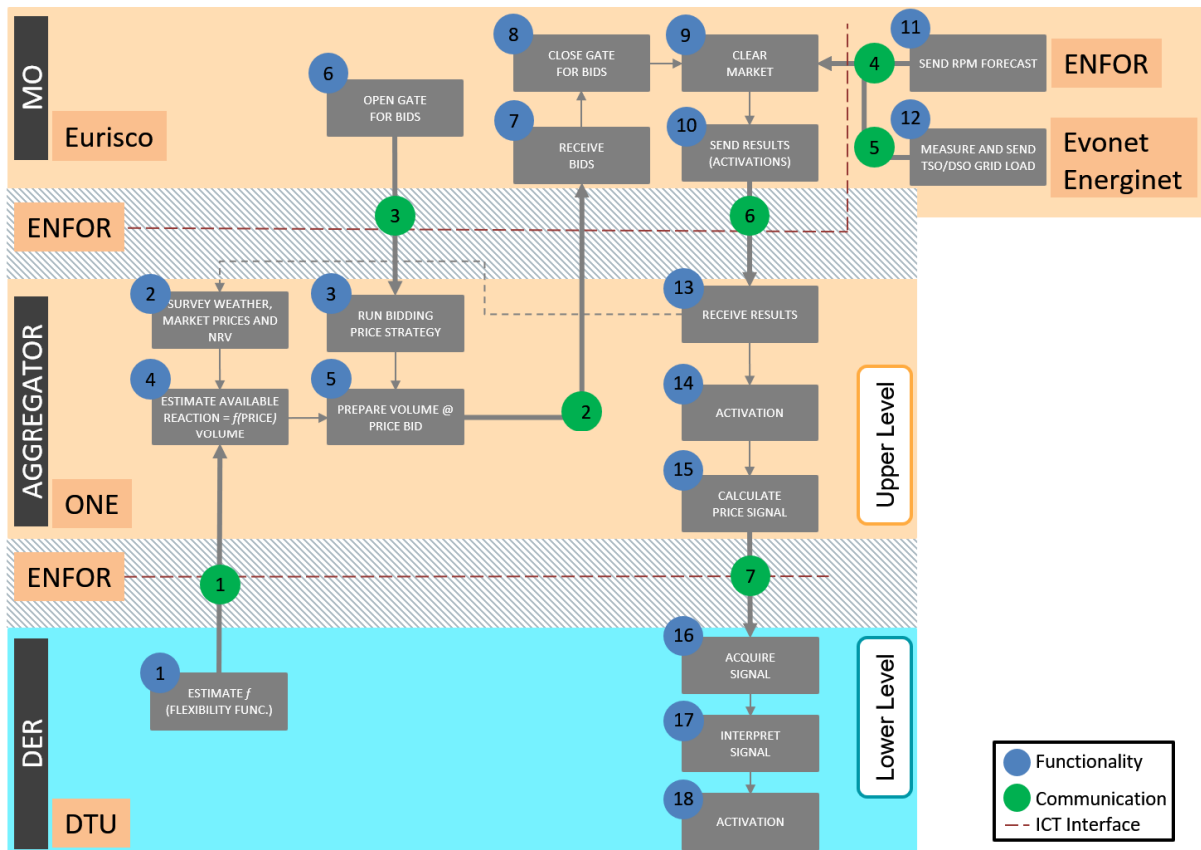 MO
Eurisco
6
OPEN GATE
FOR BIDS
8
CLOSE GATE
FOR BIDS
7
RECEIVE
BIDS
9
CLEAR
MARKET
10
SEND RESULTS
(ACTIVATIONS)
4
11
SEND RPM FORECAST
ENFOR
5
12
MEASURE AND SEND
TSO/DSO GRID LOAD
Evonet
Energinet
ENFOR
3
6
AGGREGATOR
ONE
2
SURVEY WEATHER,
MARKET PRICES AND
NRV
3
RUN BIDDING
PRICE STRATEGY
4
ESTIMATE AVAILABLE
REACTION = f(PRICE)
VOLUME
5
PREPARE VOLUME @
PRICE BID
2
13
RECEIVE RESULTS
14
ACTIVATION
15
CALCULATE
PRICE SIGNAL
Upper Level
ENFOR
1
7
DER
DTU
1
ESTIMATE f
(FLEXIBILITY FUNC.)
16
ACQUIRE
SIGNAL
17
INTERPRET
SIGNAL
18
ACTIVATION
Lower Level
Functionality
Communication
ICT Interface